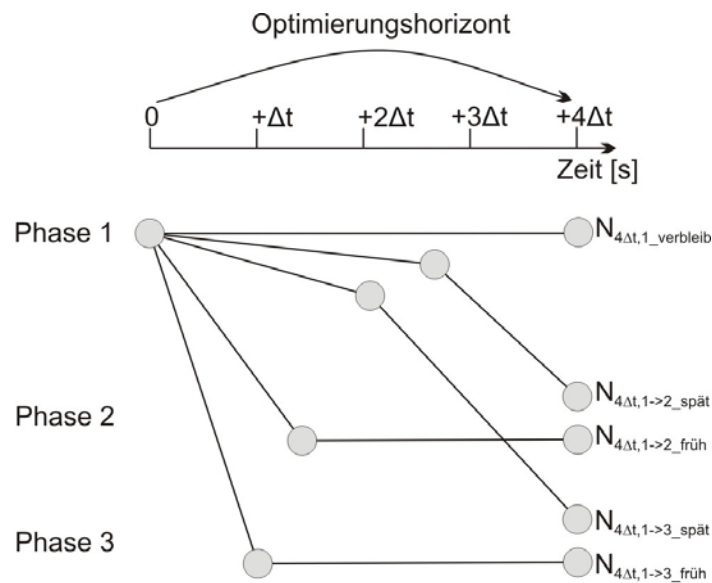 Optimierungshorizont
0 +Δt +2Δt +3Δt +4Δt
Zeit [s]
Phase 1
N4Δt,1_verbleib
N4Δt,1->2_spät
Phase 2
N4Δt,1->2_früh
N4Δt,1->3_spät
Phase 3
N4Δt,1->3_früh